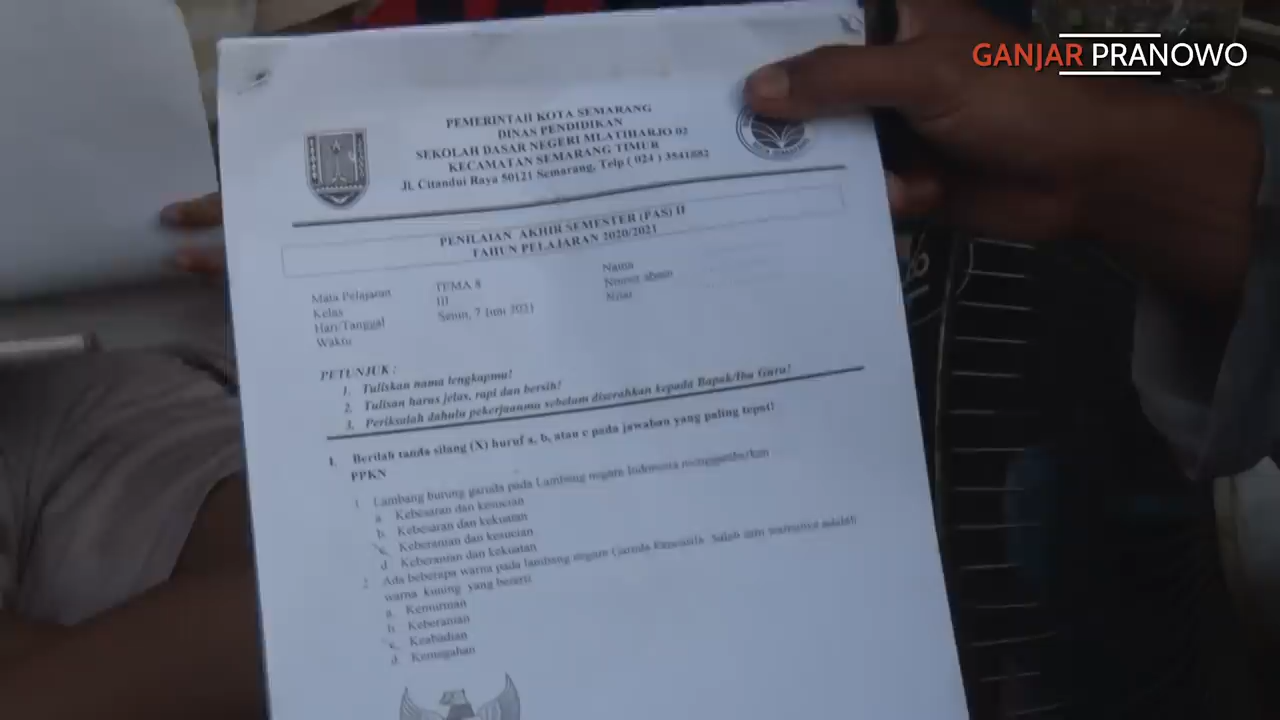 GANJAR PRANOWO
PEMERINTAH KOTA SEMARANG
DINAS PENDIDIKAN
SEKOLAH DASAR NEGERI MLATIHARJO 02
KECAMATAN SEMARANG TIMUR
JL. Citandui Raya 50121 Semarang, Telp ( 024 ) 3541882
PENILAIAN AKHIR SEMESTER (PAS) II
TAHUN PELAJARAN 2020/2021
Mata Pelajaran TEMA 8
Kelas III
Hari/Tanggal Senin, 7 Juni 2021
Waktu
Nama
Nomor absen
Nilai
PETUNJUK :
1. Tuliskan nama lengkapmu!
2. Tulisan harus jelas, rapi dan bersih!
3. Periksalah dahulu pekerjaanmu sebelum diserahkan kepada Bapak/Ibu Guru!
I. Berilah tanda silang (X) huruf a, b, atau c pada jawaban yang paling tepat!
PPKN
1. Lambang burung garuda pada Lambang negara Indonesia menggambarkan
a. Kebesaran dan kesucian
b. Kebesaran dan kekuatan
c. Keberanian dan kesucian
d. Keberanian dan kekuatan
2. Ada beberapa warna pada lambang negara Garuda Pancasila. Salah satu warnanya adalah
warna kuning yang berarti
a. Kemurnian
b. Keberanian
c. Keabadian
d. Kemegahan